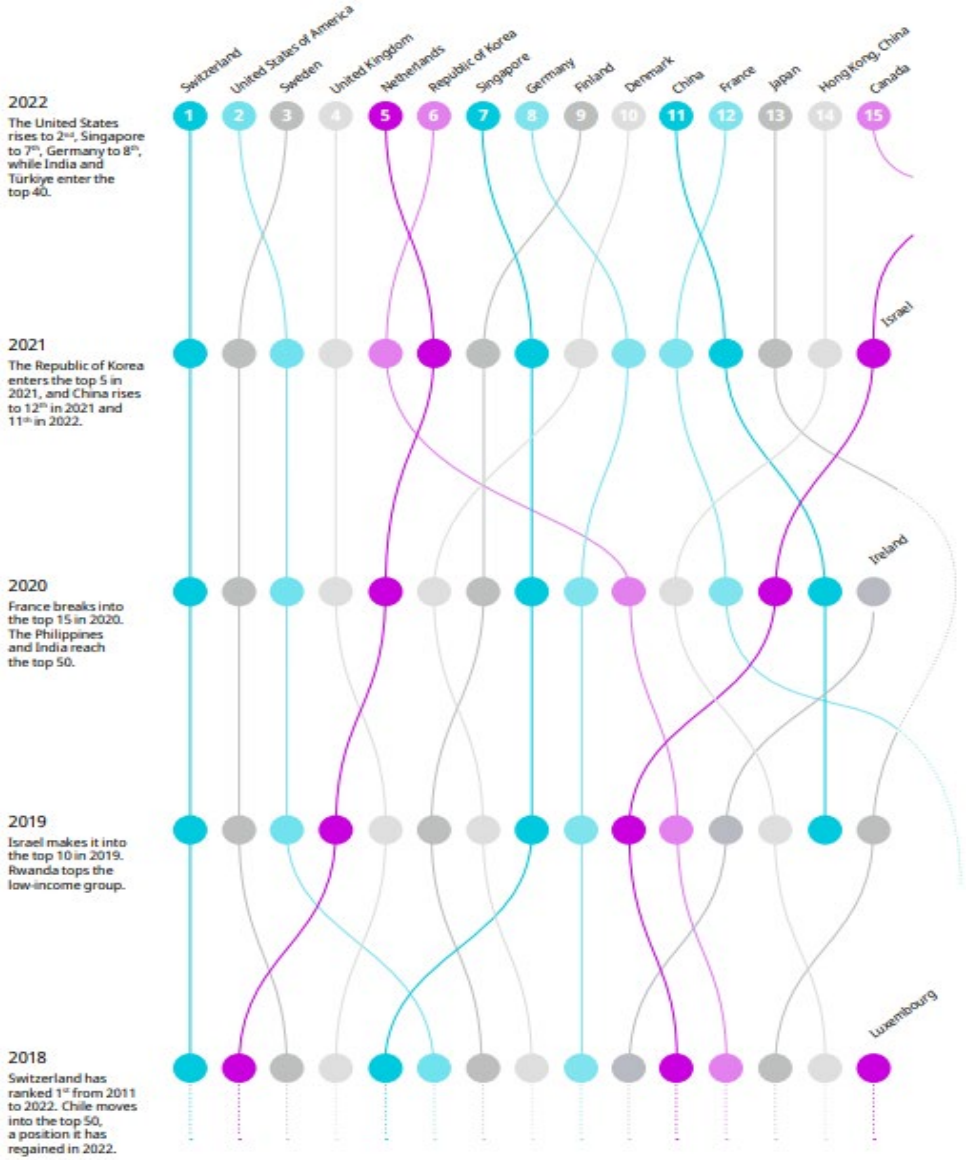 Switzerland
United States of America
Sweden
United Kingdom
Netherlands
Republic of Korea
Singapore
Germany
Finland
Denmark
China
France
Japan
Hong Kong, China
Canada
2022
The United States
rises to 2nd, Singapore
to 7th, Germany to 8th,
while India and
Türkiye enter the
top 40.
1 2 3 4 5 6 7 8 9 10 11 12 13 14 15
Israel
2021
The Republic of Korea
enters the top 5 in
2021, and China rises
to 12th in 2021 and
11th in 2022.
Ireland
2020
France breaks into
the top 15 in 2020.
The Philippines
and India reach
the top 50.
2019
Israel makes it into
the top 10 in 2019.
Rwanda tops the
low-income group.
Luxembourg
2018
Switzerland has
ranked 1st from 2011
to 2022. Chile moves
into the top 50,
a position it has
regained in 2022.